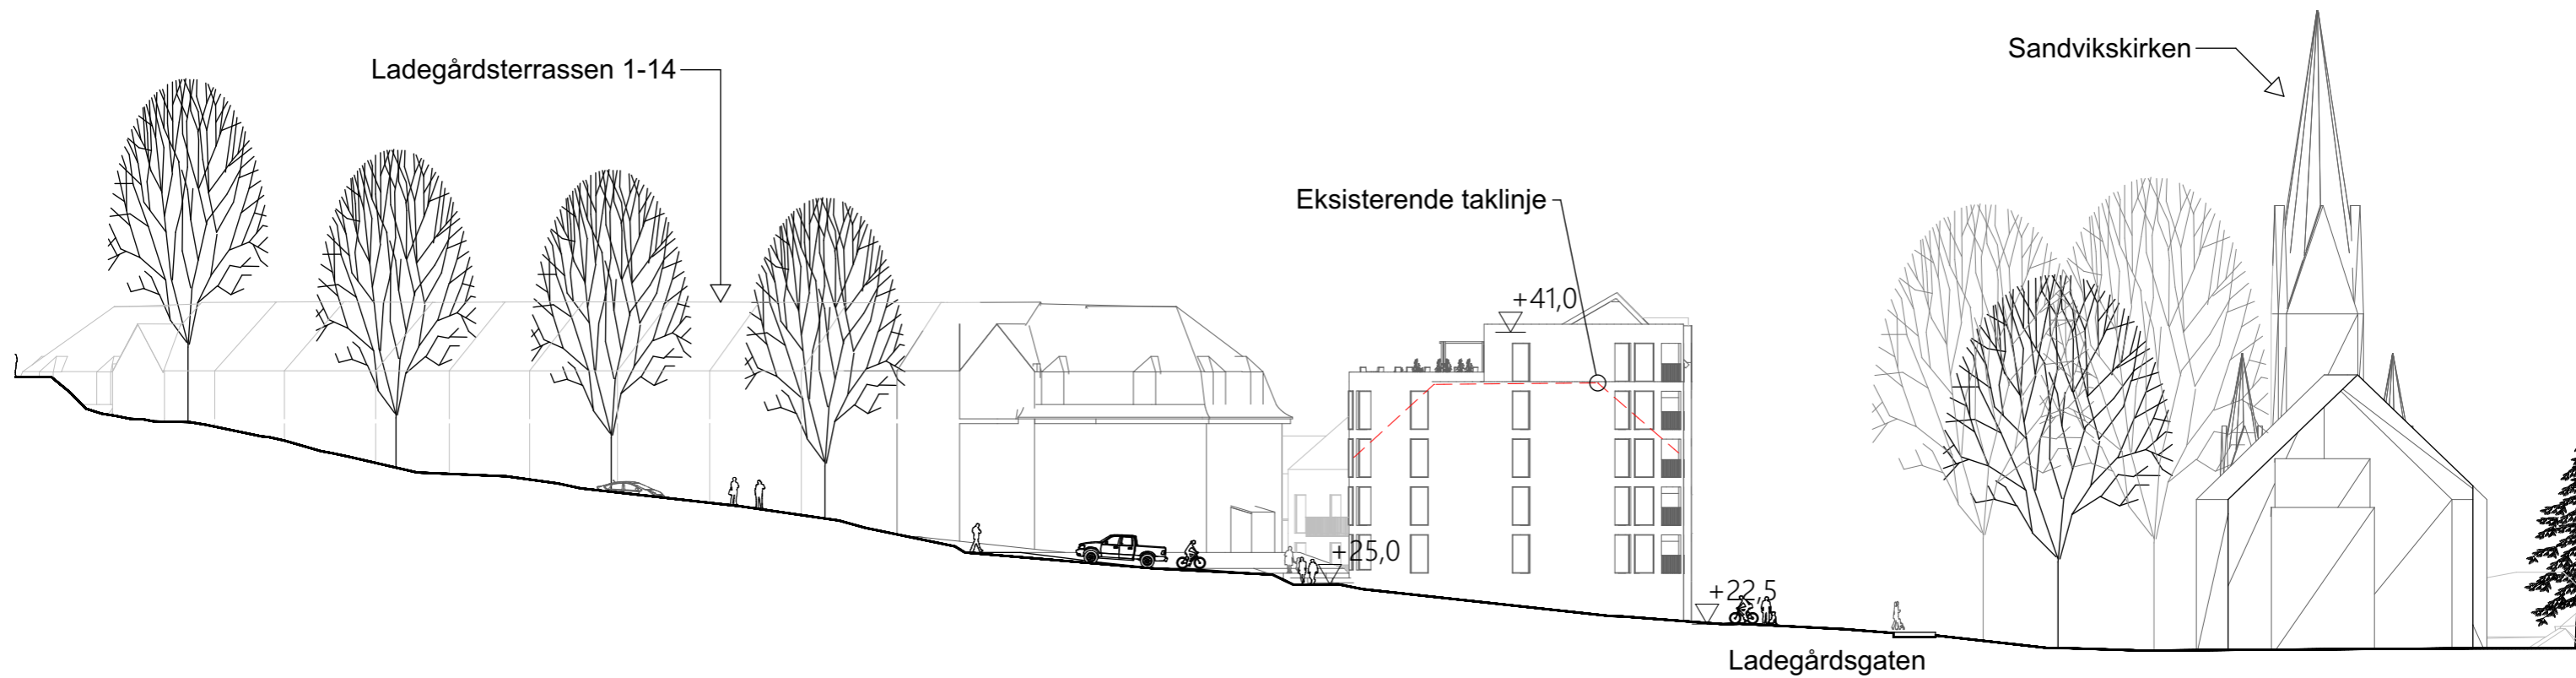 Sandvikskirken
Ladegårdsterrassen 1-14
Eksisterende taklinje
+41,0
+25,0
+22,5
Ladegårdsgaten